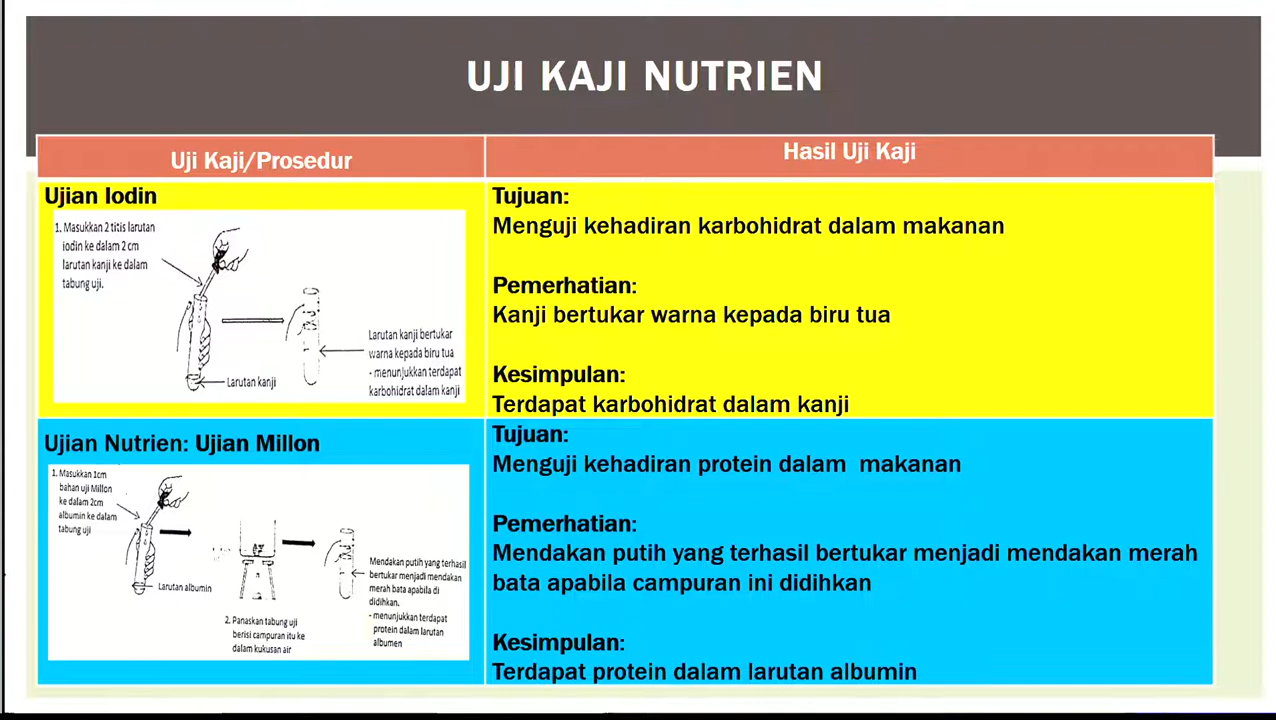 UJI KAJI NUTRIEN
Uji Kaji/Prosedur
Hasil Uji Kaji
Ujian Iodin
1. Masukkan 2 titis larutan
iodin ke dalam 2 cm
larutan kanji ke dalam
tabung uji.
Larutan kanji
Larutan kanji bertukar
warna kepada biru tua
- menunjukkan terdapat
karbohidrat dalam kanji
Tujuan:
Menguji kehadiran karbohidrat dalam makanan
Pemerhatian:
Kanji bertukar warna kepada biru tua
Kesimpulan:
Terdapat karbohidrat dalam kanji
Ujian Nutrien: Ujian Millon
1. Masukkan 1cm
bahan uji Millon
ke dalam 2cm
albumin ke dalam
tabung uji
Larutan albumin
2. Panaskan tabung uji
berisi campuran itu ke
dalam kukusan air
Mendakan putih yang terhasil
bertukar menjadi mendakan
merah bata apabila di
didihkan.
- menunjukkan terdapat
protein dalam larutan
albumen
Tujuan:
Menguji kehadiran protein dalam makanan
Pemerhatian:
Mendakan putih yang terhasil bertukar menjadi mendakan merah
bata apabila campuran ini didihkan
Kesimpulan:
Terdapat protein dalam larutan albumin